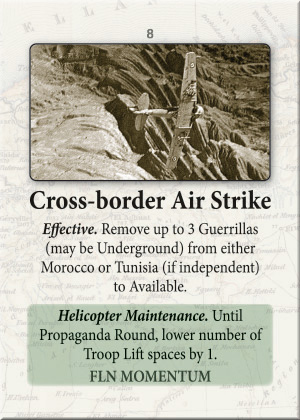 8
Cross-border Air Strike
Effective. Remove up to 3 Guerrillas
(may be Underground) from either
Morocco or Tunisia (if independent)
to Available.
Helicopter Maintenance. Until
Propaganda Round, lower number of
Troop Lift spaces by 1.
FLN MOMENTUM